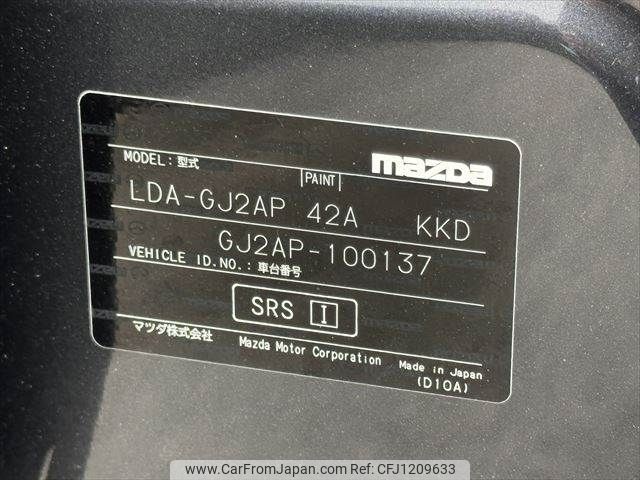 MODEL: 型式
mazda
PAINT
LDA-GJ2AP 42A KKD
GJ2AP-100137
VEHICLE ID.NO.: 車台番号
SRS I
マツダ株式会社 Mazda Motor Corporation Made in Japan
(D10A)
www.CarFromJapan.com - CFJ1209633